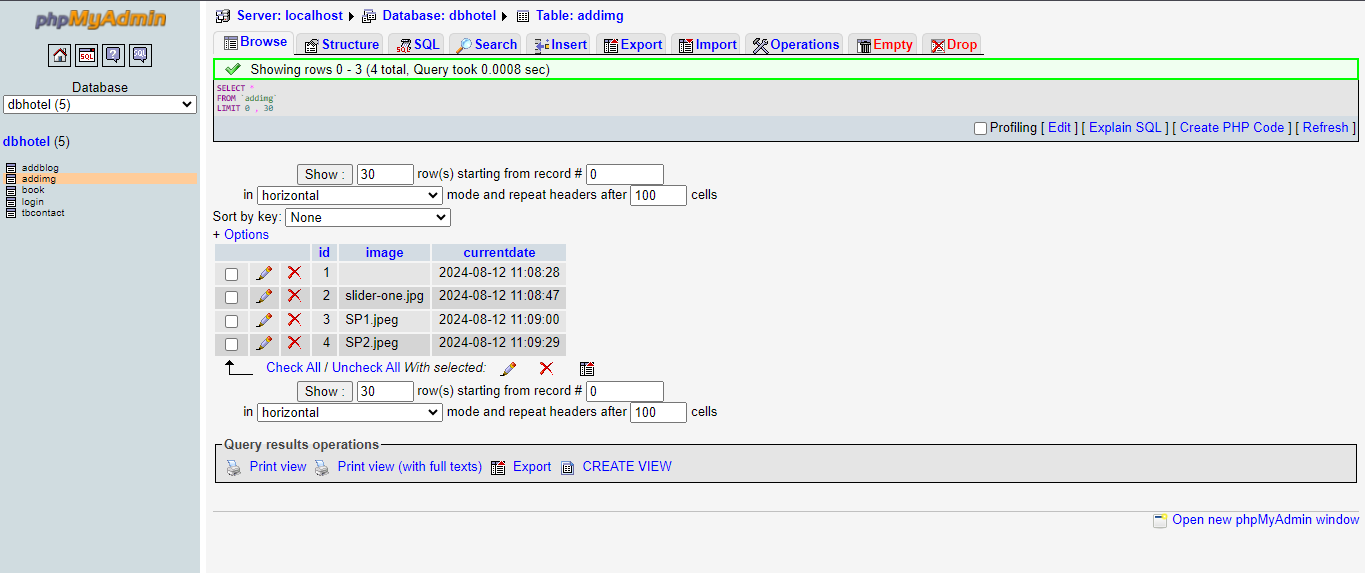 phpMyAdmin
SQL
SQL
Database
dbhotel (5)
dbhotel (5)
addblog
addimg
book
login
tbcontact
Server: localhost Database: dbhotel Table: addimg
Browse Structure SQL Search Insert Export Import Operations Empty Drop
Showing rows 0 - 3 (4 total, Query took 0.0008 sec)
SELECT *
FROM `addimg`
LIMIT 0 , 30
Profiling [ Edit ] [ Explain SQL ] [ Create PHP Code ] [ Refresh ]
Show : 30 row(s) starting from record # 0
in horizontal mode and repeat headers after 100 cells
Sort by key: None
+ Options
id image currentdate
1 2024-08-12 11:08:28
2 slider-one.jpg 2024-08-12 11:08:47
3 SP1.jpeg 2024-08-12 11:09:00
4 SP2.jpeg 2024-08-12 11:09:29
Check All / Uncheck All With selected:
Show : 30 row(s) starting from record # 0
in horizontal mode and repeat headers after 100 cells
Query results operations
Print view Print view (with full texts) Export CREATE VIEW
Open new phpMyAdmin window